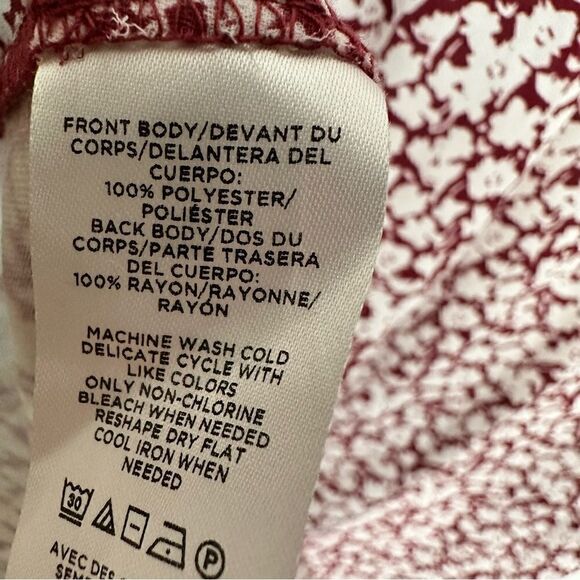 FRONT BODY/DEVANT DU
CORPS/DELANTERA DEL
CUERPO:
100% POLYESTER/
POLIÉSTER
BACK BODY/DOS DU
CORPS/PARTE TRASERA
DEL CUERPO:
100% RAYON/RAYONNE/
RAYÓN
MACHINE WASH COLD
DELICATE CYCLE WITH
LIKE COLORS
ONLY NON-CHLORINE
BLEACH WHEN NEEDED
RESHAPE DRY FLAT
COOL IRON WHEN
NEEDED
30 P
AVEC DES